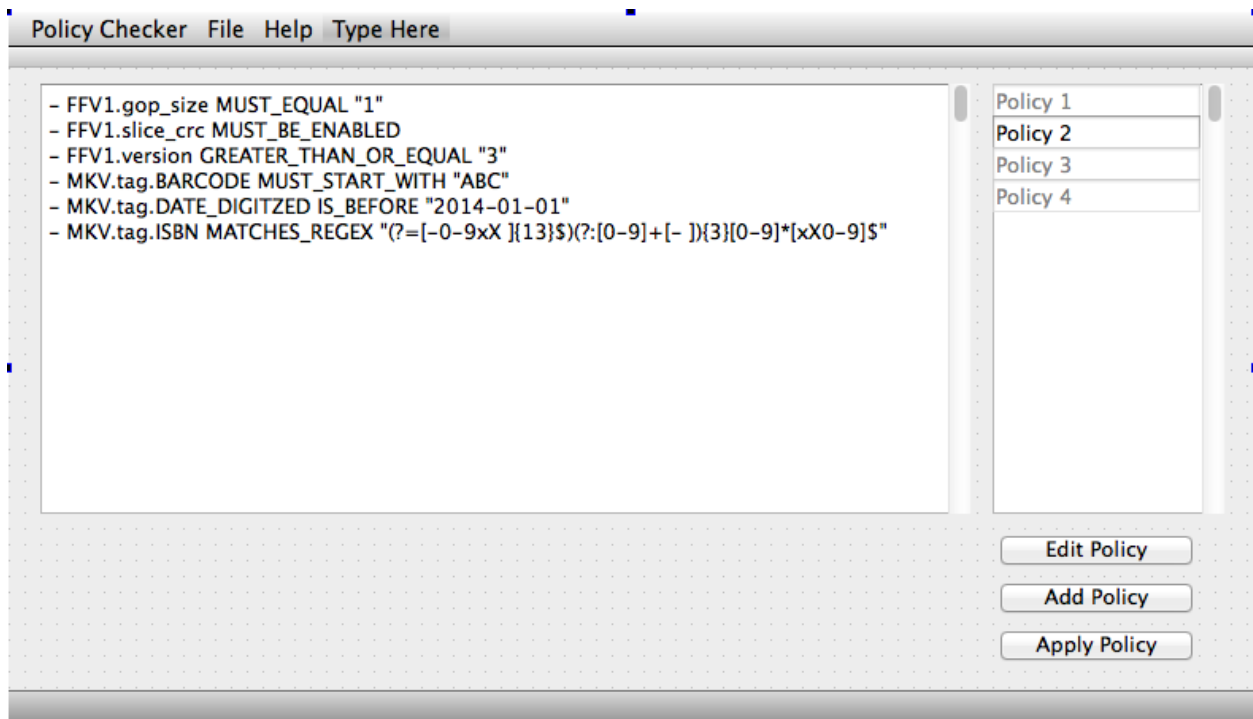 Policy Checker File Help Type Here
- FFV1.gop_size MUST_EQUAL "1"
- FFV1.slice_crc MUST_BE_ENABLED
- FFV1.version GREATER_THAN_OR_EQUAL "3"
- MKV.tag.BARCODE MUST_START_WITH "ABC"
- MKV.tag.DATE_DIGITZED IS_BEFORE "2014-01-01"
- MKV.tag.ISBN MATCHES_REGEX "(?=[-0-9xX ]{13}$)(?:[0-9]+[- ]){3}[0-9]*[xX0-9]$"
Policy 1
Policy 2
Policy 3
Policy 4
Edit Policy
Add Policy
Apply Policy